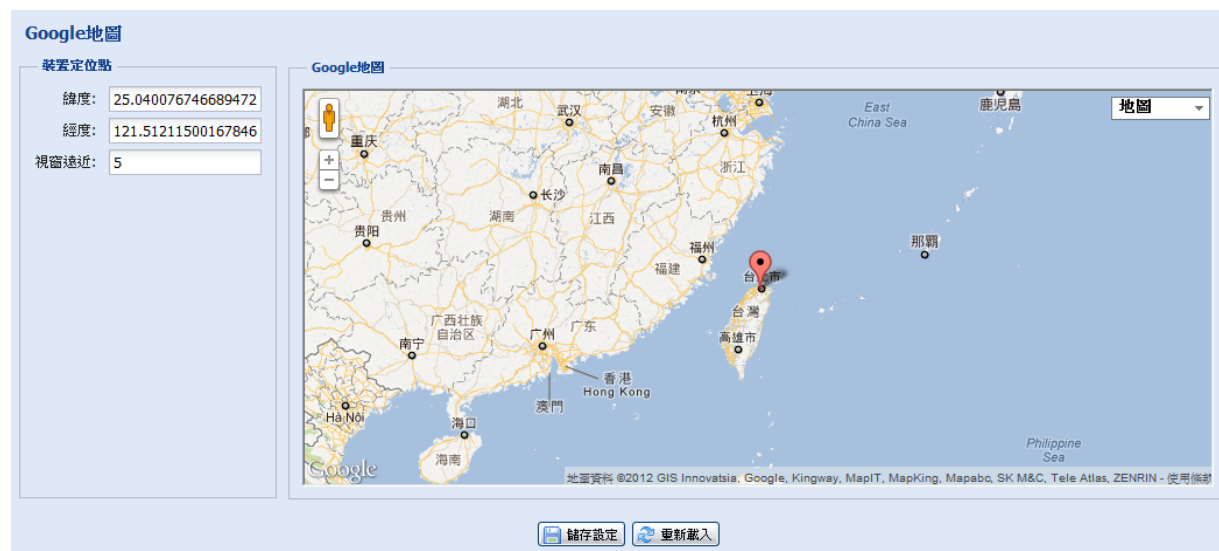 Google地圖
裝置定位點
緯度: 25.040076746689472
經度: 121.51211500167846
視窗遠近: 5
Google地圖
地圖
湖北
武汉
安徽
上海
杭州
East
China Sea
鹿児島
重庆
南昌
浙江
长沙
贵州
湖南
江西
贵阳
福州
那覇
福建
台北市
台灣
广西壮族
自治区
广州
广东
高雄市
南宁
香港
Hong Kong
澳門
Hà Nội
海口
海南
Philippine
Sea
Google
地圖資料 ©2012 GIS Innovatsia, Google, Kingway, MapIT, MapKing, Mapabc, SK M&C, Tele Atlas, ZENRIN - 使用條款
儲存設定
重新載入